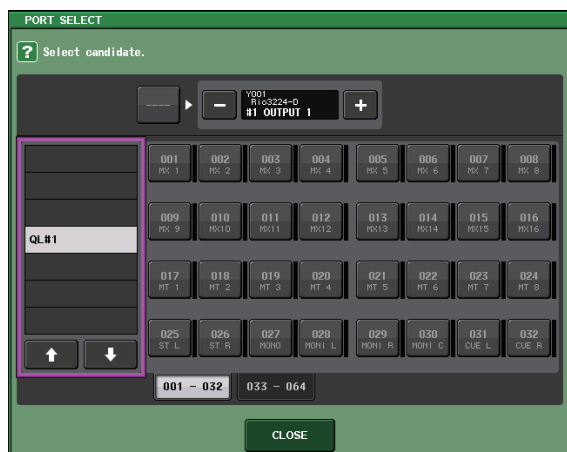 PORT SELECT
? Select candidate.
----
Y001
Rio3224-D
#1 OUTPUT 1
001 002 003 004 005 006 007 008
MX 1 MX 2 MX 3 MX 4 MX 5 MX 6 MX 7 MX 8
009 010 011 012 013 014 015 016
MX 9 MX10 MX11 MX12 MX13 MX14 MX15 MX16
QL#1
017 018 019 020 021 022 023 024
MT 1 MT 2 MT 3 MT 4 MT 5 MT 6 MT 7 MT 8
025 026 027 028 029 030 031 032
ST L ST R MONO MONI L MONI R MONI C CUE L CUE R
001 - 032 033 - 064
CLOSE